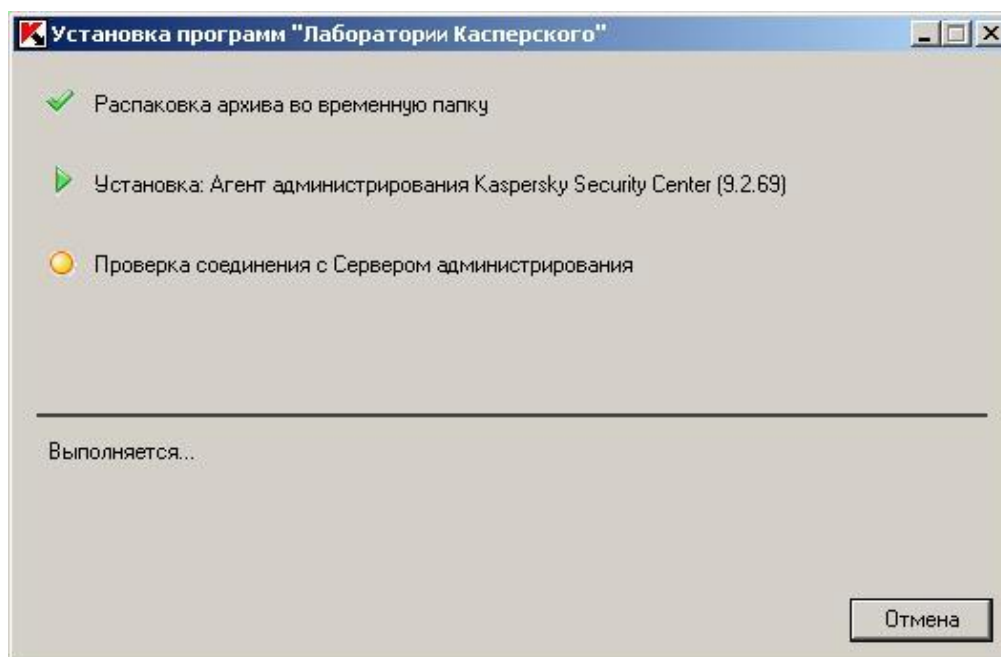 Установка программ "Лаборатории Касперского"
Распаковка архива во временную папку
Установка: Агент администрирования Kaspersky Security Center (9.2.69)
Проверка соединения с Сервером администрирования
Выполняется...
Отмена